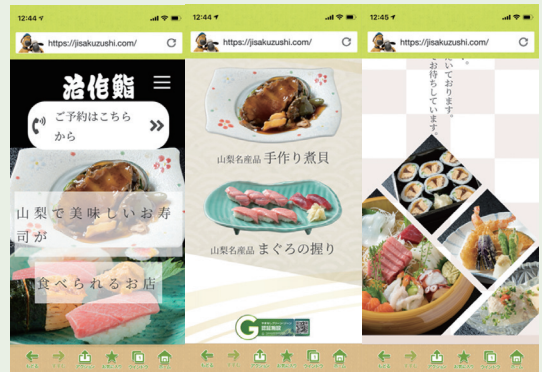 12:44
https://jisakuzushi.com/
治作鮨
ご予約はこちら
から
山梨で美味しいお寿
司が
食べられるお店
12:44
https://jisakuzushi.com/
山梨名産品 手作り煮貝
山梨名産品 まぐろの握り
12:45
https://jisakuzushi.com/
ております。
てお待ちしています。